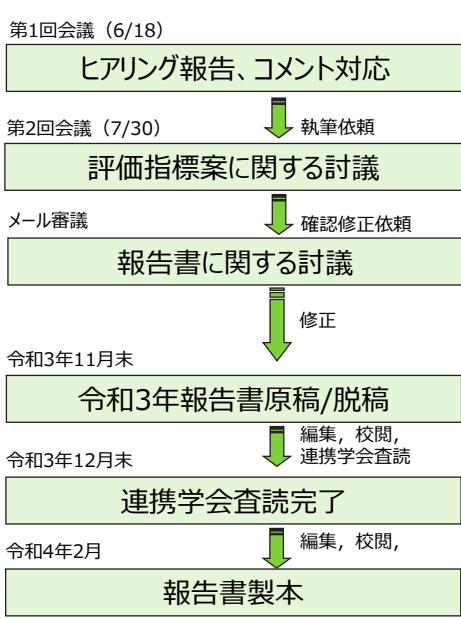 第1回会議（6/18）
ヒアリング報告、コメント対応
執筆依頼
第2回会議（7/30）
評価指標案に関する討議
メール審議
確認修正依頼
報告書に関する討議
修正
令和3年11月末
令和3年報告書原稿/脱稿
編集，校閲，
連携学会査読
令和3年12月末
連携学会査読完了
編集，校閲，
令和4年2月
報告書製本